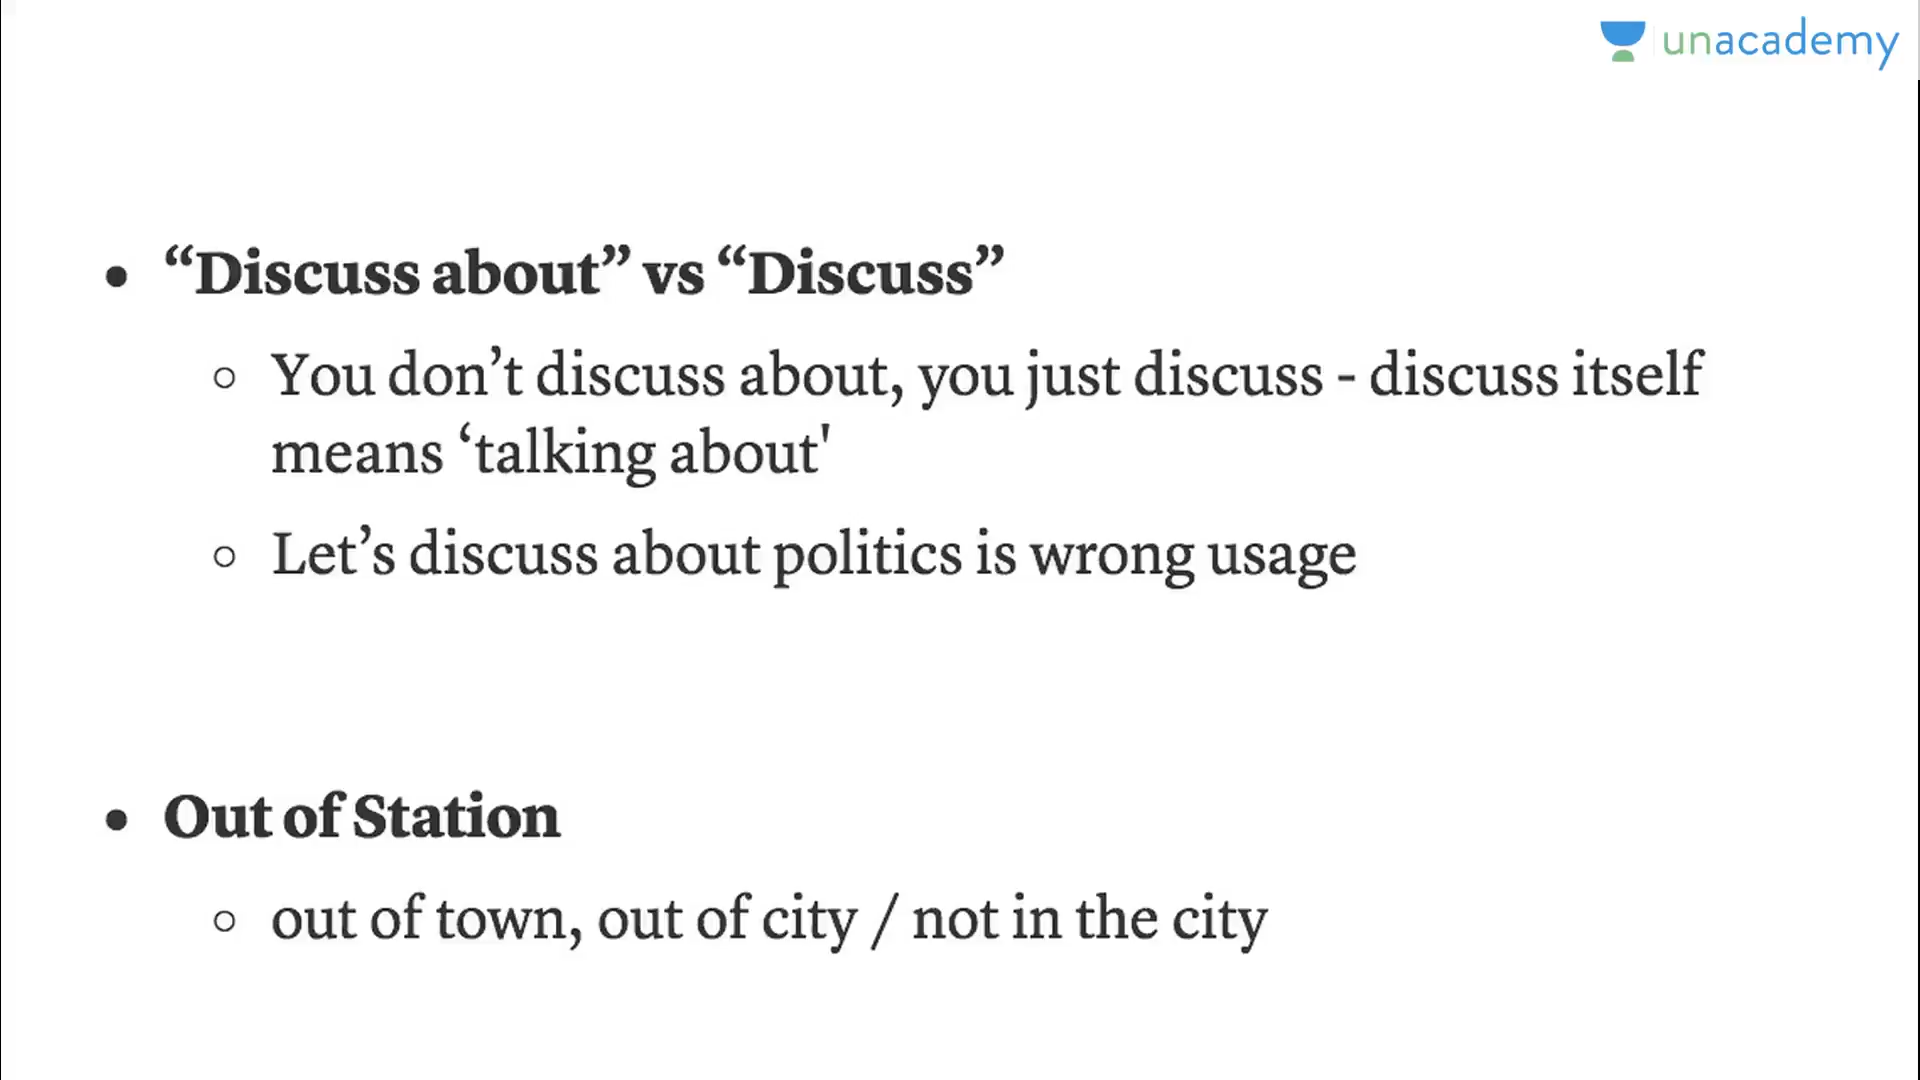 unacademy
• “Discuss about” vs “Discuss”
○ You don’t discuss about, you just discuss - discuss itself
means ‘talking about'
○ Let’s discuss about politics is wrong usage
• Out of Station
○ out of town, out of city / not in the city